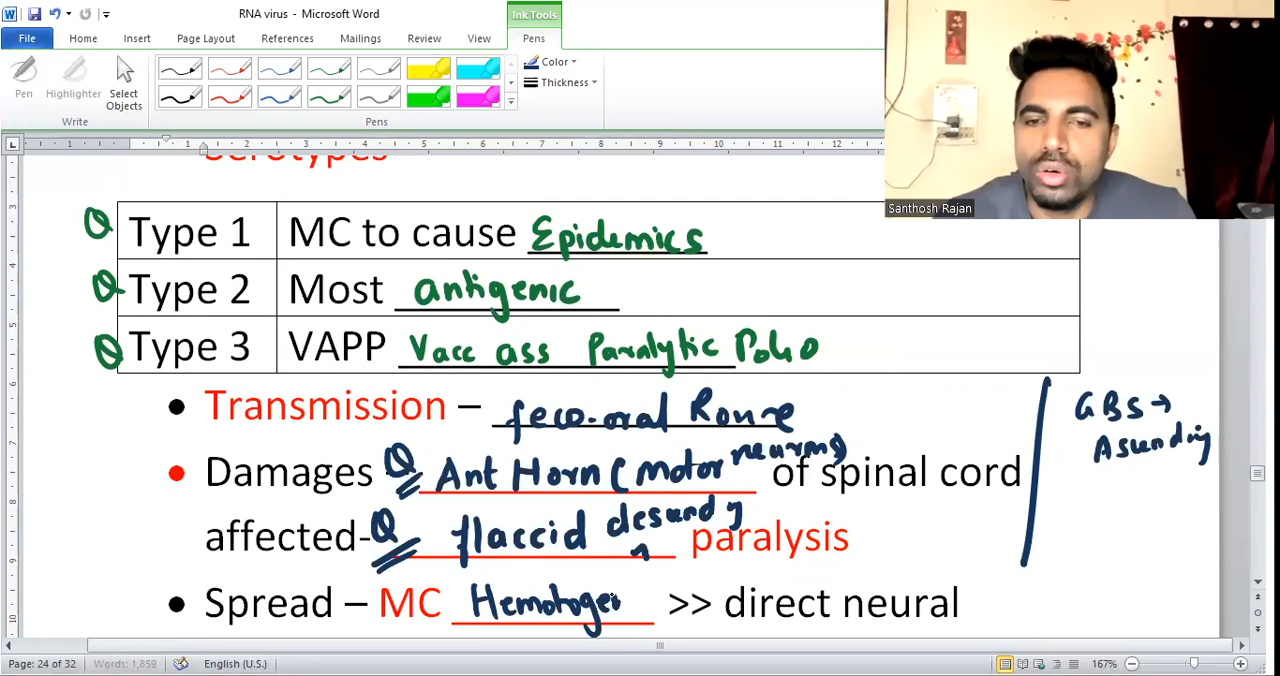 RNA virus - Microsoft Word
Ink Tools
File Home Insert Page Layout References Mailings Review View Pens
Pen Highlighter Select Objects
Color
Thickness
Write
Pens
Santhosh Rajan
Serotypes
Type 1 MC to cause Epidemics
Type 2 Most antigenic
Type 3 VAPP Vacc ass Paralytic Polio
Transmission – feco-oral Route
GBS → Ascending
Damages Q Ant Horn (motor neurons) of spinal cord
affected- Q flaccid desendy paralysis
Spread – MC Hemotogen >> direct neural
Page: 24 of 32 Words: 1,859 English (U.S.) 167%